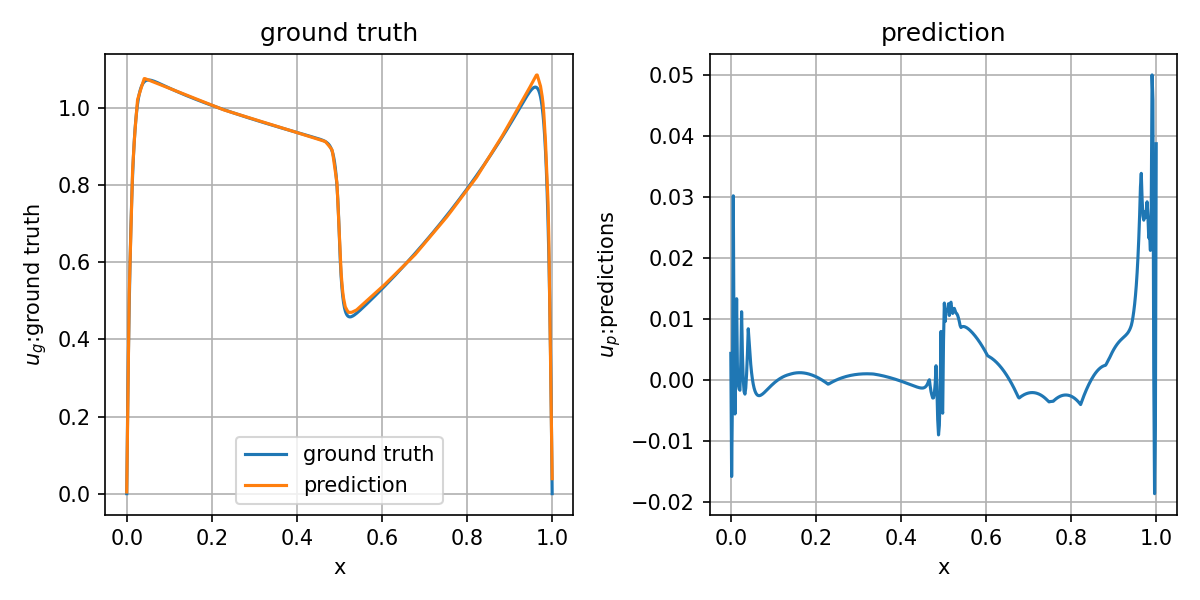 ground truth
1.0
0.8
0.6
0.4
0.2
0.0
u_g:ground truth
ground truth
prediction
0.0 0.2 0.4 0.6 0.8 1.0
x
prediction
0.05
0.04
0.03
0.02
0.01
0.00
−0.01
−0.02
u_p:predictions
0.0 0.2 0.4 0.6 0.8 1.0
x